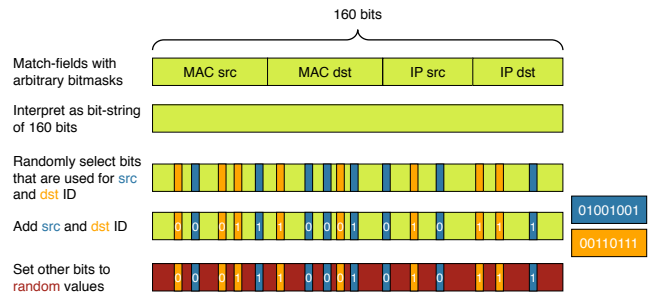 160 bits
Match-fields with
arbitrary bitmasks
MAC src MAC dst IP src IP dst
Interpret as bit-string
of 160 bits
Randomly select bits
that are used for src
and dst ID
Add src and dst ID
0 0 0 1 1 1 0 0 0 1 0 1 0 1 1 1
01001001
00110111
Set other bits to
random values
0 0 0 1 1 1 0 0 0 1 0 1 0 1 1 1